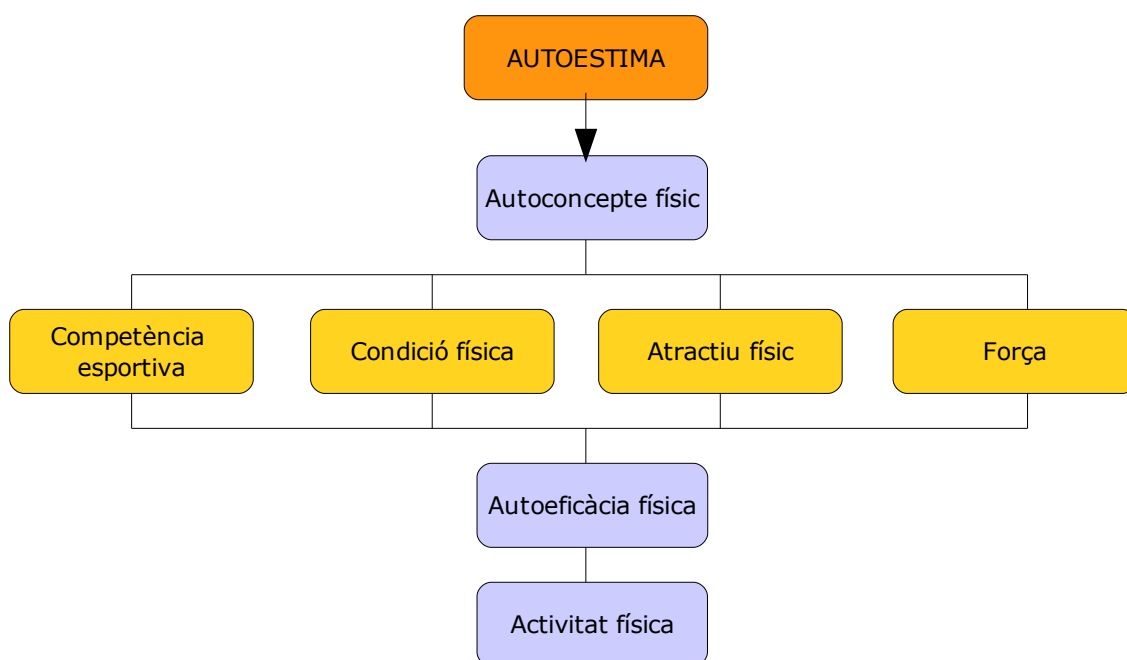 AUTOESTIMA
Autoconcepte físic
Competència
esportiva
Condició física
Atractiu físic
Força
Autoeficàcia física
Activitat física